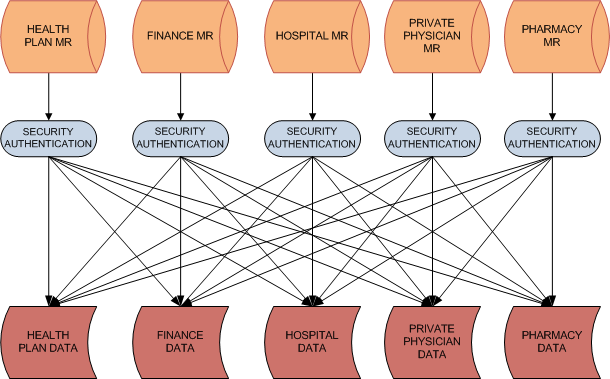 HEALTH
PLAN MR
FINANCE MR
HOSPITAL MR
PRIVATE
PHYSICIAN
MR
PHARMACY
MR
SECURITY
AUTHENTICATION
SECURITY
AUTHENTICATION
SECURITY
AUTHENTICATION
SECURITY
AUTHENTICATION
SECURITY
AUTHENTICATION
HEALTH
PLAN DATA
FINANCE
DATA
HOSPITAL
DATA
PRIVATE
PHYSICIAN
DATA
PHARMACY
DATA